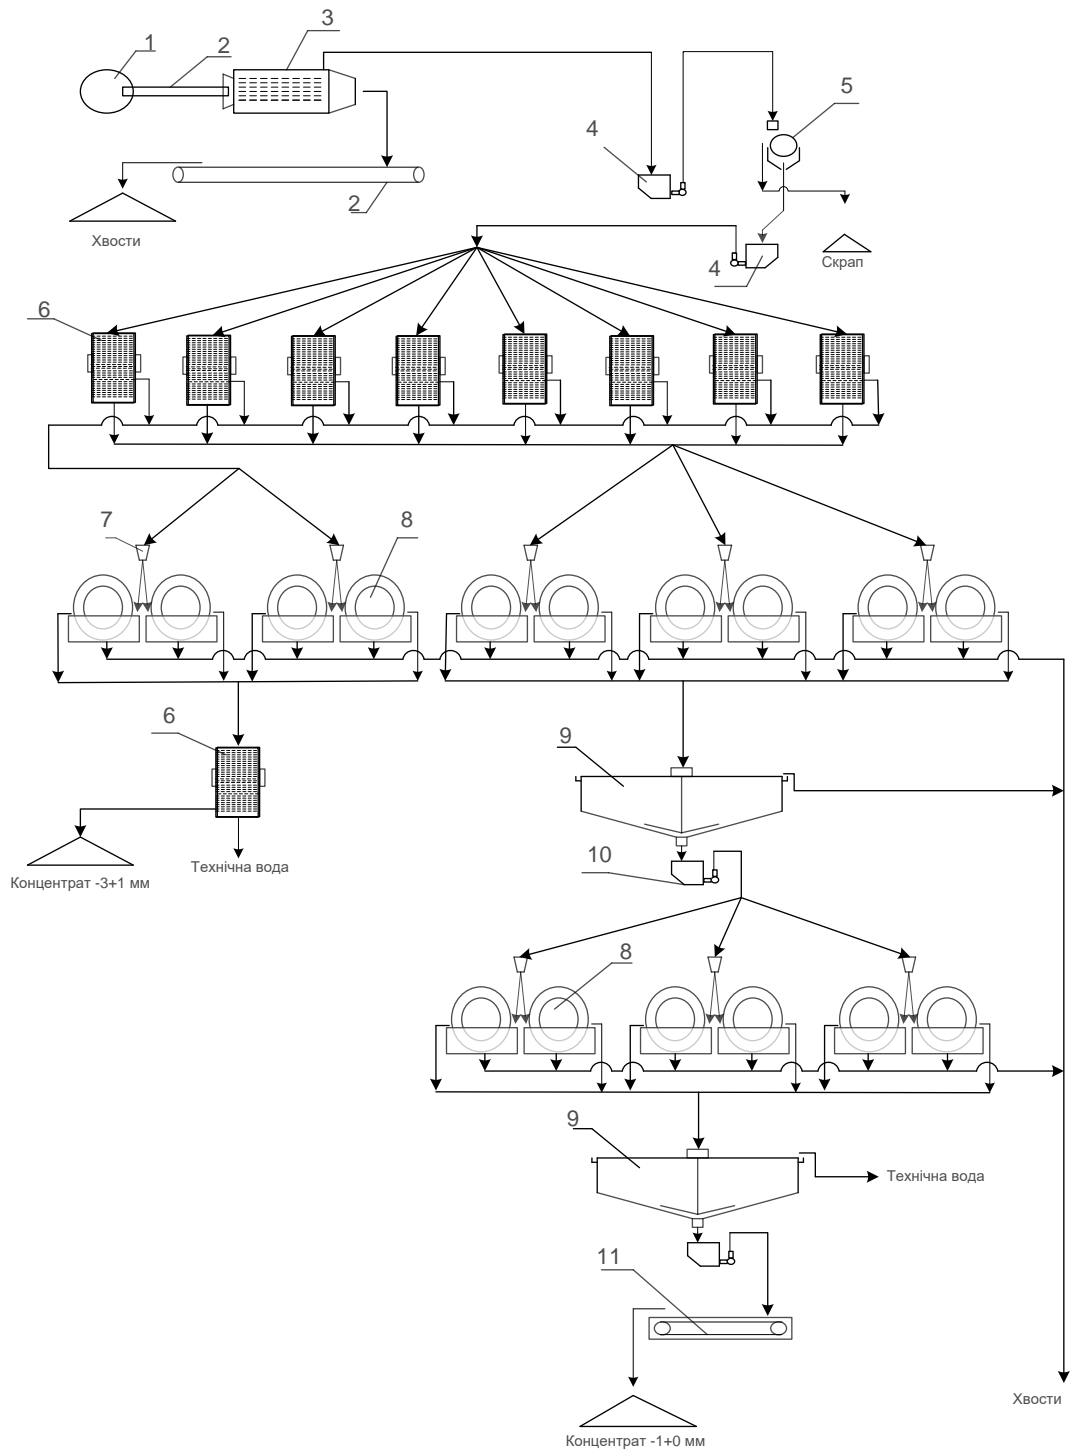 3
1
2
5
4
2
Хвости
4
Скрап
6
7
8
6
9
10
Технічна вода
Концентрат -3+1 мм
8
9
Технічна вода
11
Хвости
Концентрат -1+0 мм